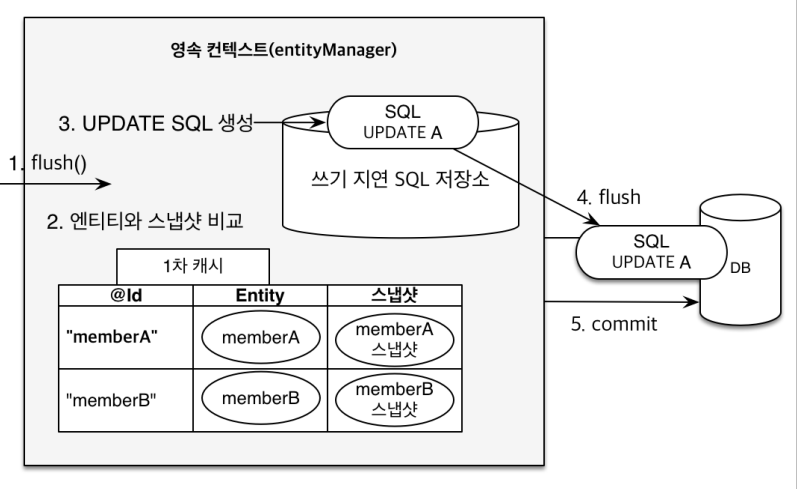 영속 컨텍스트(entityManager)
SQL
UPDATE A
3. UPDATE SQL 생성
1. flush()
쓰기 지연 SQL 저장소
4. flush
2. 엔티티와 스냅샷 비교
SQL
UPDATE A
DB
1차 캐시
@Id Entity 스냅샷
5. commit
"memberA" memberA memberA
스냅샷
"memberB" memberB memberB
스냅샷